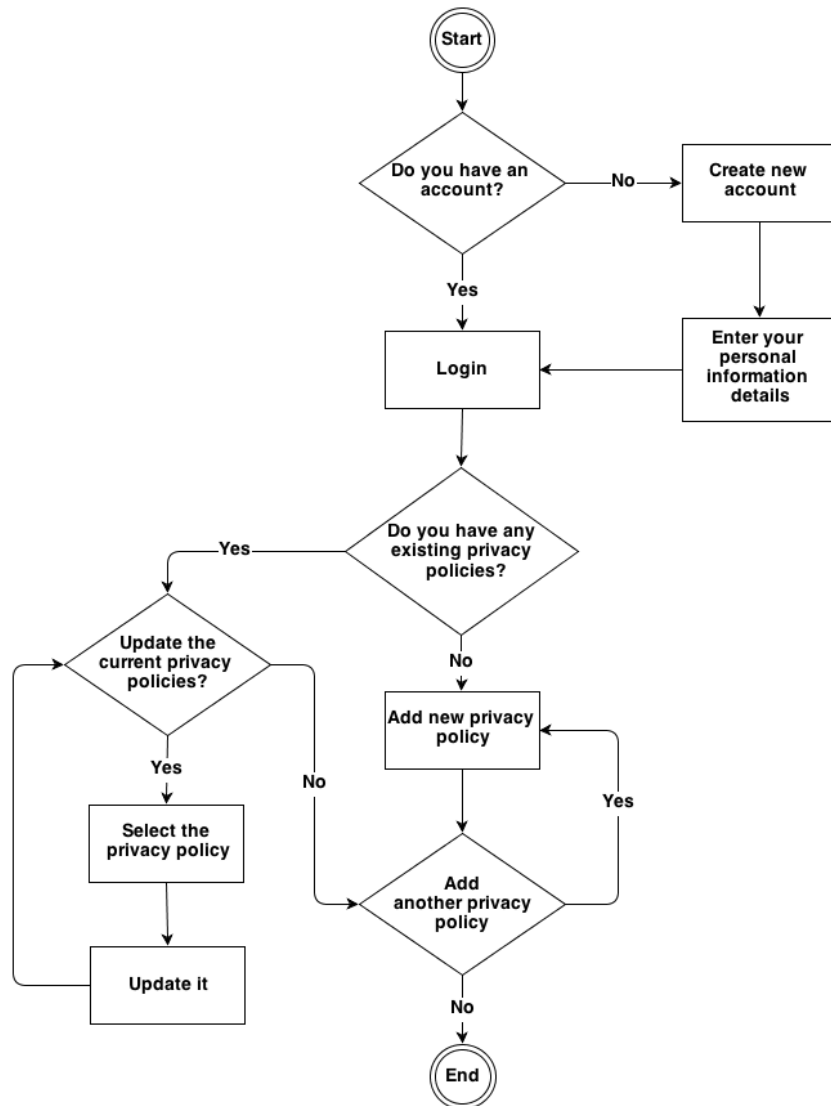 Start
Do you have an
account?
No
Create new
account
Yes
Enter your
personal
information
details
Login
Do you have any
existing privacy
policies?
Yes
Update the
current privacy
policies?
No
Add new privacy
policy
Yes
No
Yes
Select the
privacy policy
Add
another privacy
policy
Update it
No
End